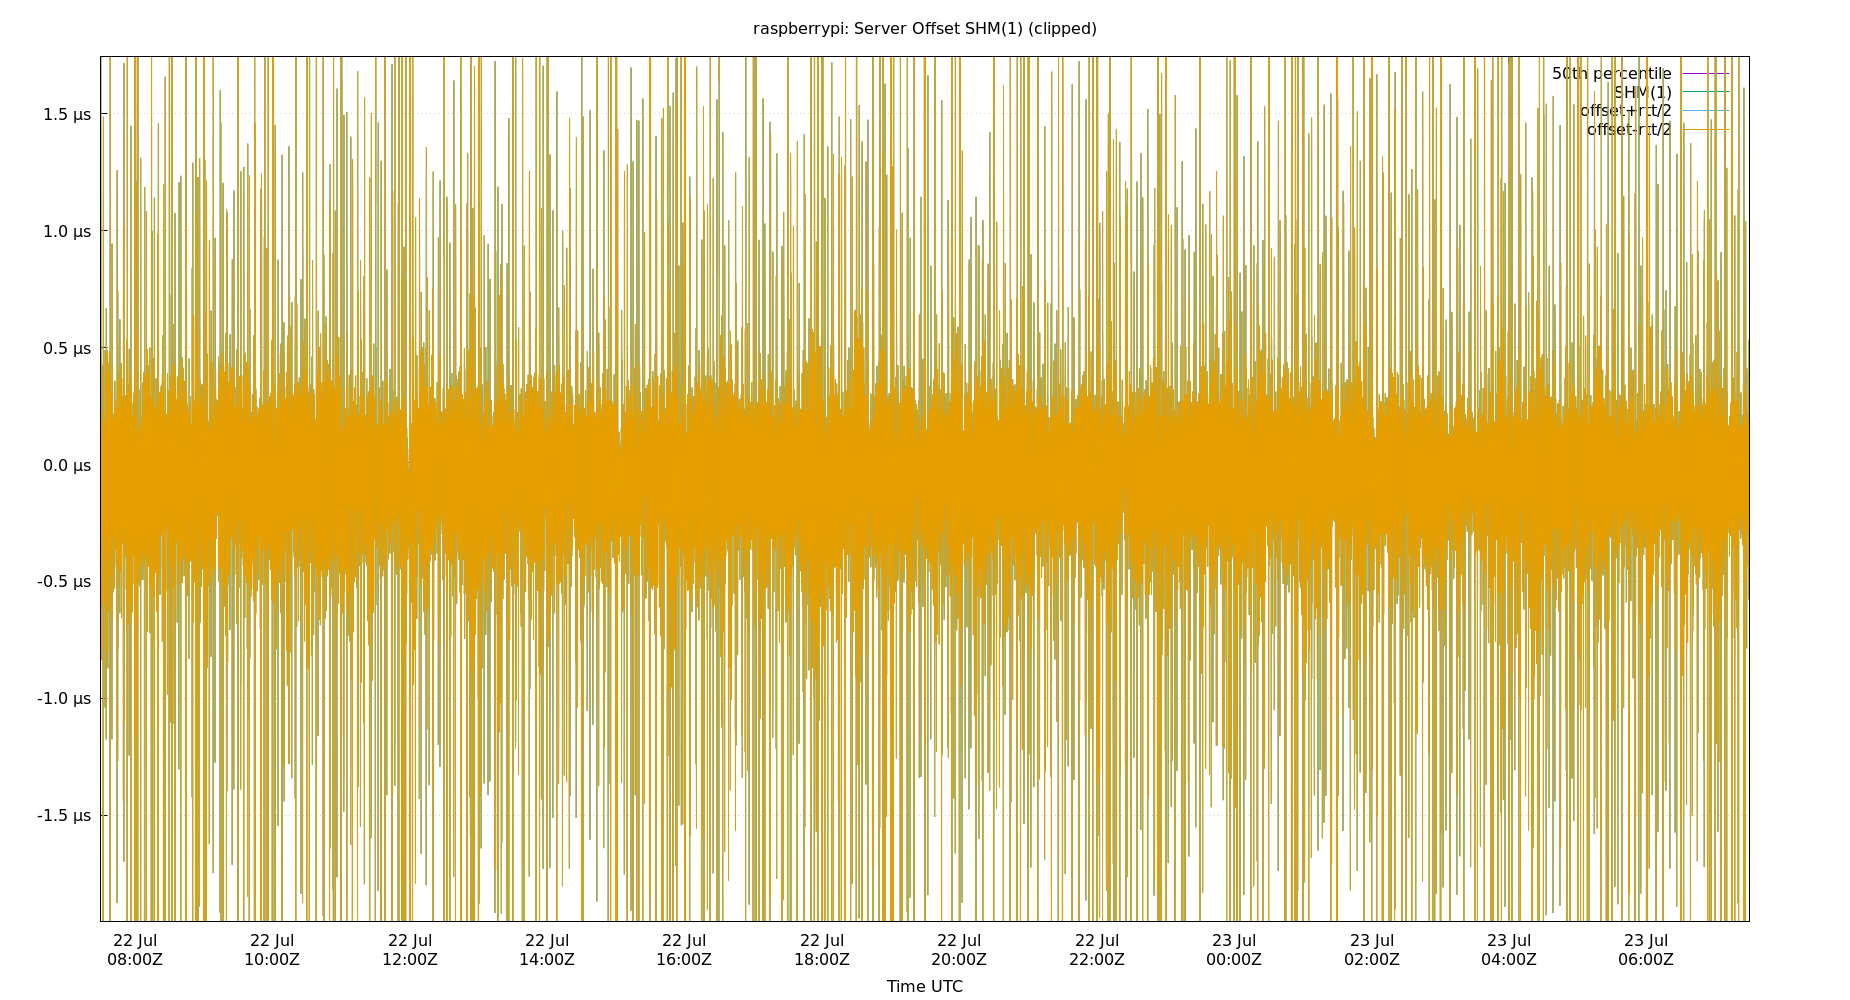 raspberrypi: Server Offset SHM(1) (clipped)
50th percentile
SHM(1)
offset+rtt/2
offset-rtt/2
1.5 µs
1.0 µs
0.5 µs
0.0 µs
-0.5 µs
-1.0 µs
-1.5 µs
22 Jul 22 Jul 22 Jul 22 Jul 22 Jul 22 Jul 22 Jul 22 Jul 23 Jul 23 Jul 23 Jul 23 Jul
08:00Z 10:00Z 12:00Z 14:00Z 16:00Z 18:00Z 20:00Z 22:00Z 00:00Z 02:00Z 04:00Z 06:00Z
Time UTC